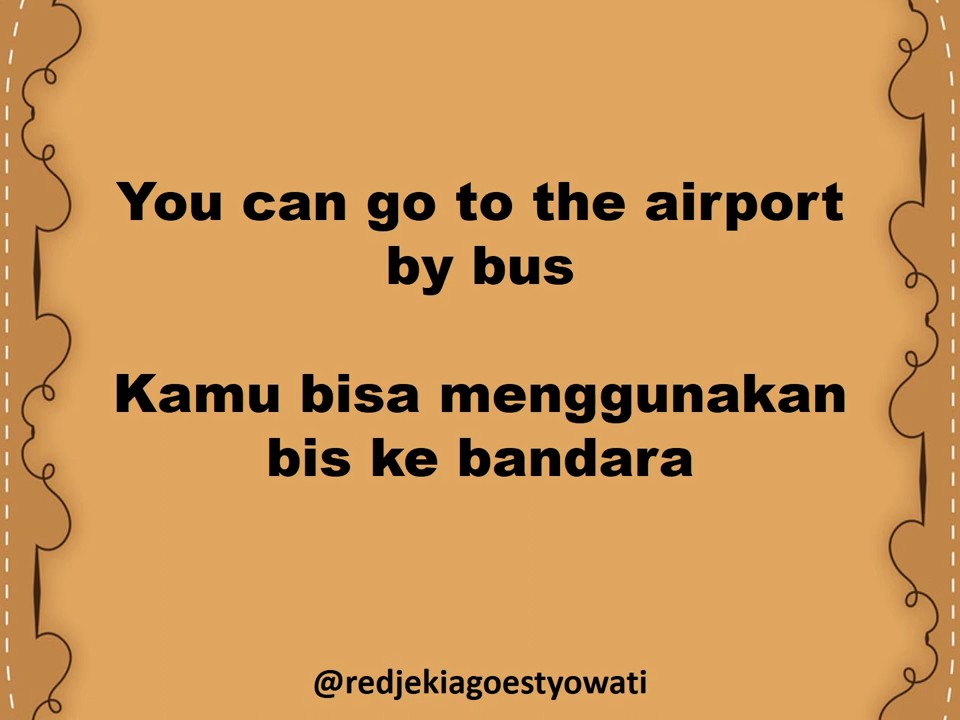 You can go to the airport
by bus
Kamu bisa menggunakan
bis ke bandara
@redjekiagoestyowati